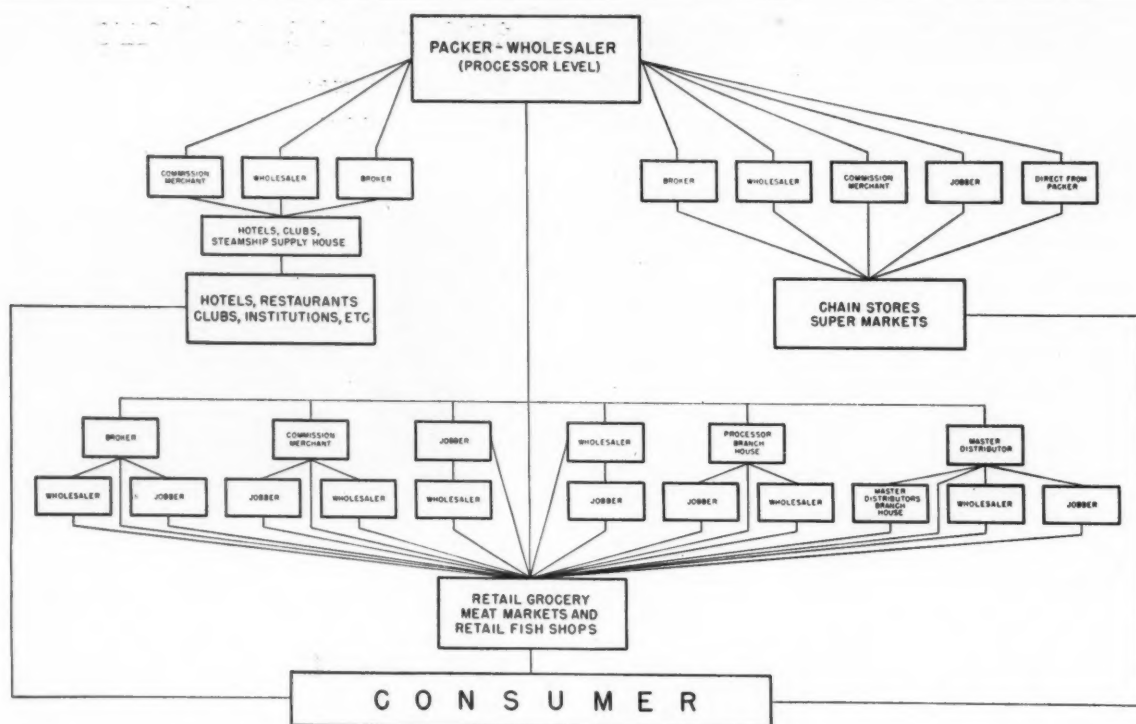 PACKER-WHOLESALER
(PROCESSOR LEVEL)
COMMISSION
MERCHANT
WHOLESALER
BROKER
BROKER
WHOLESALER
COMMISSION
MERCHANT
JOBBER
DIRECT FROM
PACKER
HOTELS, CLUBS,
STEAMSHIP SUPPLY HOUSE
HOTELS, RESTAURANTS
CLUBS, INSTITUTIONS, ETC
CHAIN STORES
SUPER MARKETS
BROKER
COMMISSION
MERCHANT
JOBBER
WHOLESALER
PROCESSOR
BRANCH
HOUSE
MASTER
DISTRIBUTOR
WHOLESALER
JOBBER
JOBBER
WHOLESALER
WHOLESALER
JOBBER
JOBBER
WHOLESALER
MASTER
DISTRIBUTORS
BRANCH
HOUSE
WHOLESALER
JOBBER
RETAIL GROCERY
MEAT MARKETS AND
RETAIL FISH SHOPS
CONSUMER